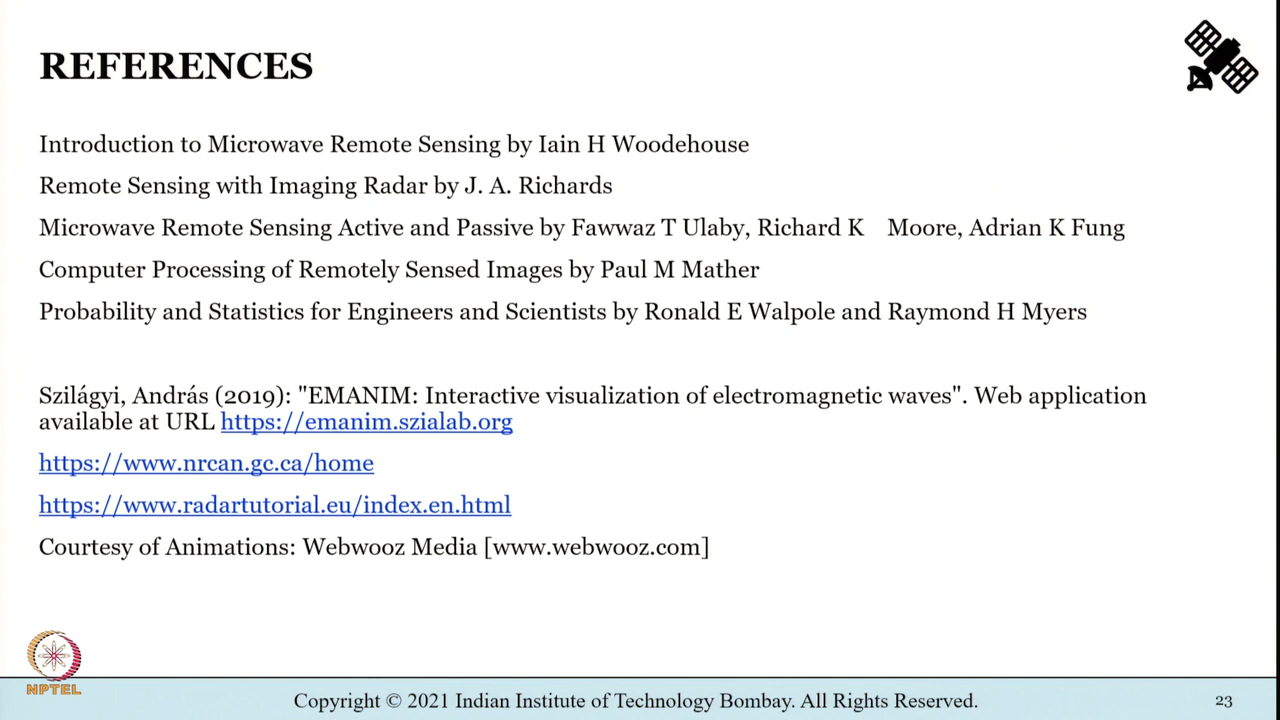 REFERENCES
Introduction to Microwave Remote Sensing by Iain H Woodehouse
Remote Sensing with Imaging Radar by J. A. Richards
Microwave Remote Sensing Active and Passive by Fawwaz T Ulaby, Richard K Moore, Adrian K Fung
Computer Processing of Remotely Sensed Images by Paul M Mather
Probability and Statistics for Engineers and Scientists by Ronald E Walpole and Raymond H Myers
Szilágyi, András (2019): "EMANIM: Interactive visualization of electromagnetic waves". Web application
available at URL https://emanim.szialab.org
https://www.nrcan.gc.ca/home
https://www.radartutorial.eu/index.en.html
Courtesy of Animations: Webwooz Media [www.webwooz.com]
NPTEL
Copyright © 2021 Indian Institute of Technology Bombay. All Rights Reserved.
23